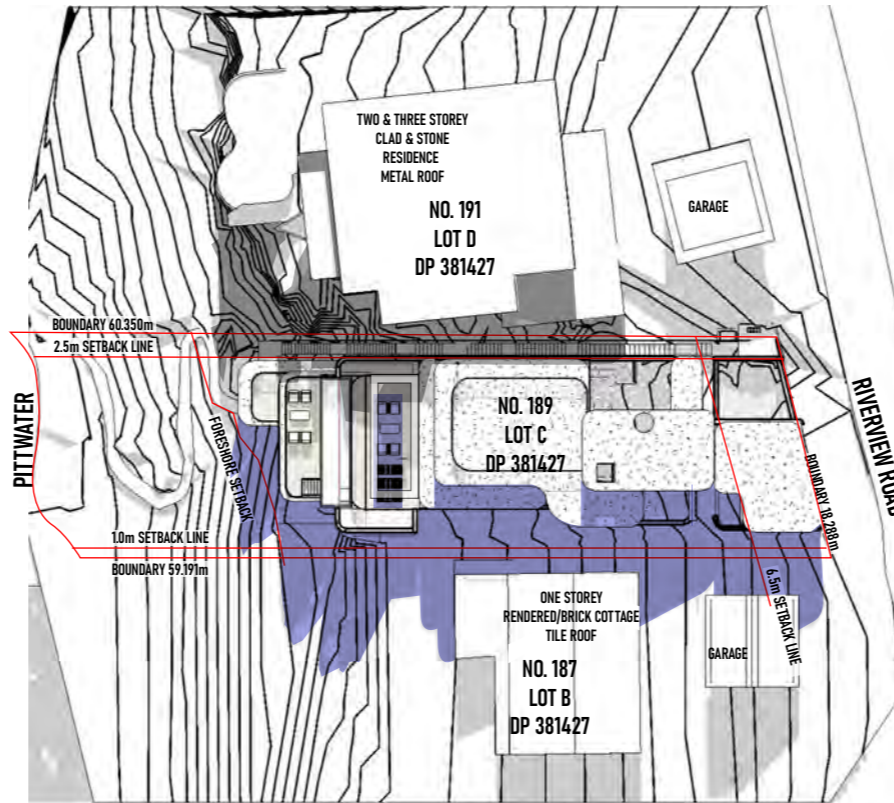 TWO & THREE STOREY
CLAD & STONE
RESIDENCE
METAL ROOF
NO. 191
LOT D
DP 381427
GARAGE
BOUNDARY 60.350m
2.5m SETBACK LINE
PITTWATER
FORESHORE SETBACK
NO. 189
LOT C
DP 381427
RIVERVIEW ROAD
BOUNDARY 18.288m
1.0m SETBACK LINE
BOUNDARY 59.191m
6.5m SETBACK LINE
ONE STOREY
RENDERED/BRICK COTTAGE
TILE ROOF
NO. 187
LOT B
DP 381427
GARAGE